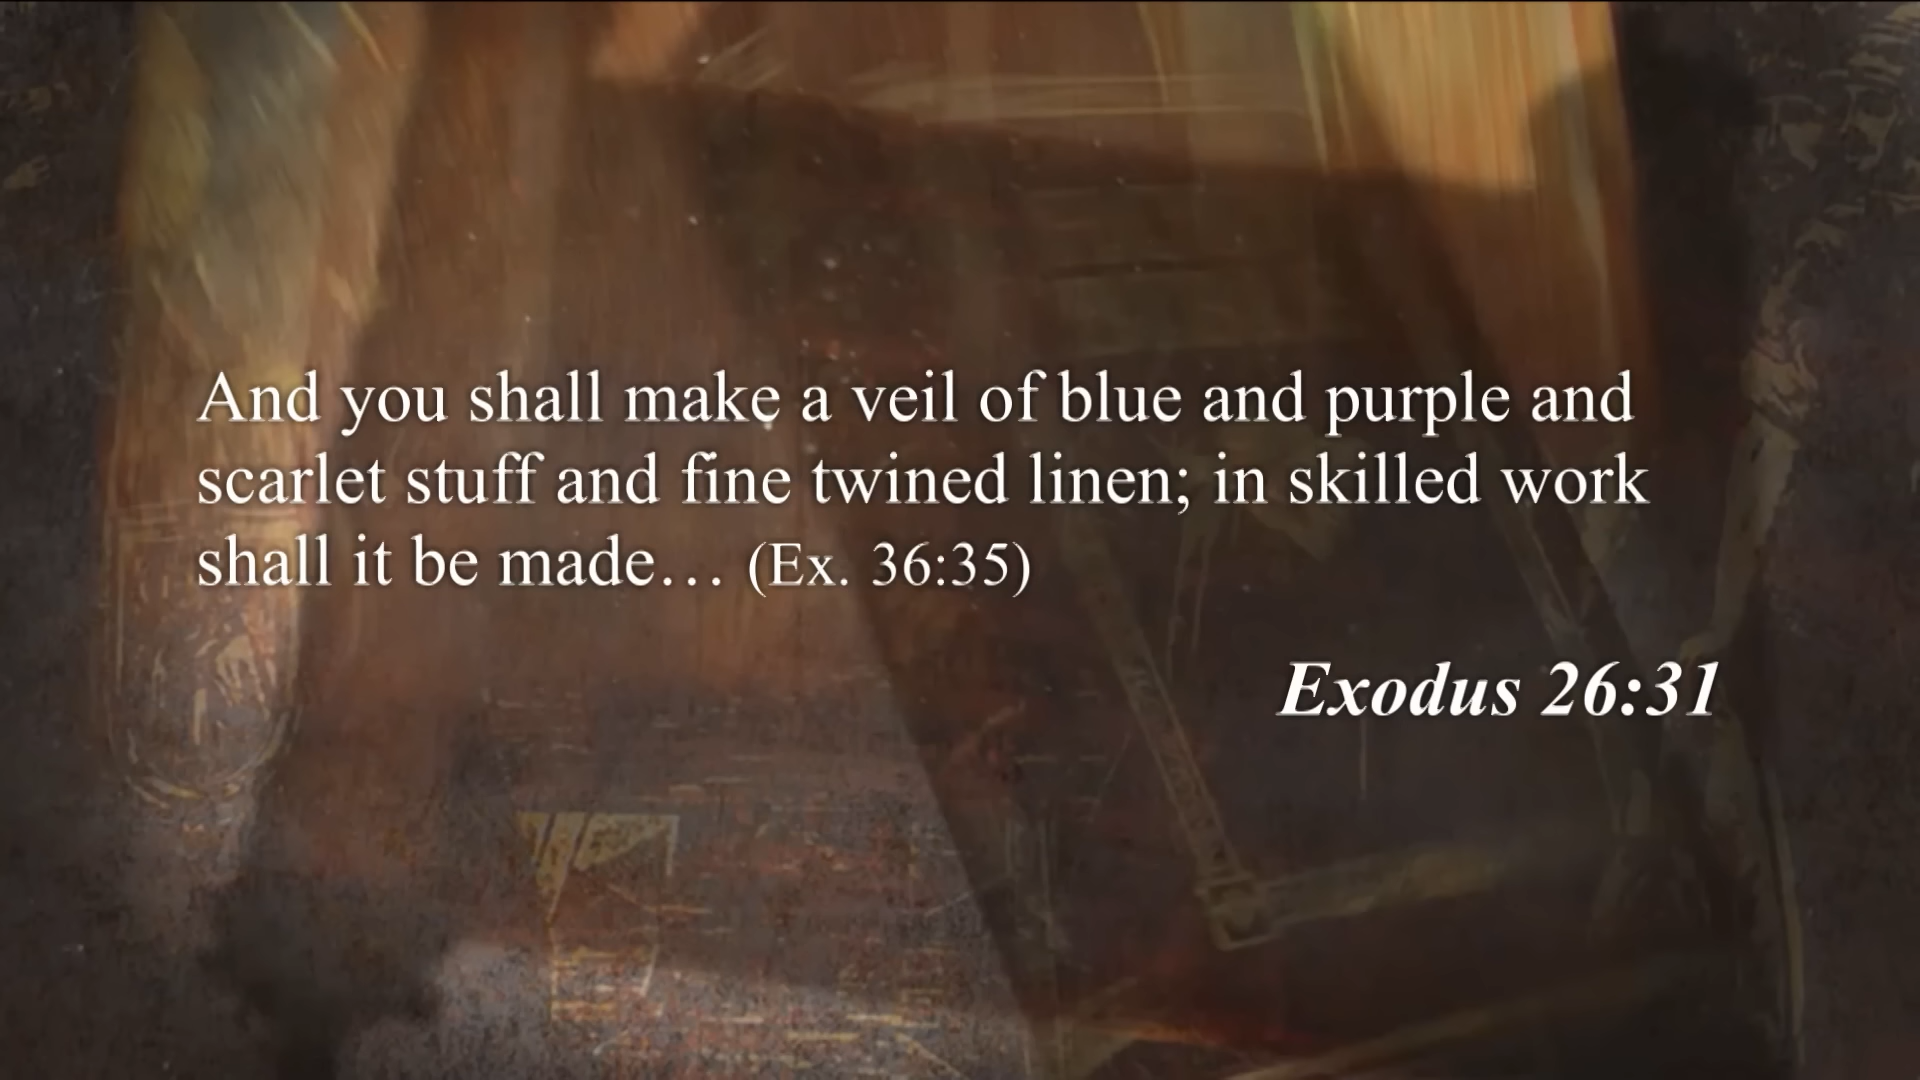 And you shall make a veil of blue and purple and
scarlet stuff and fine twined linen; in skilled work
shall it be made… (Ex. 36:35)
Exodus 26:31